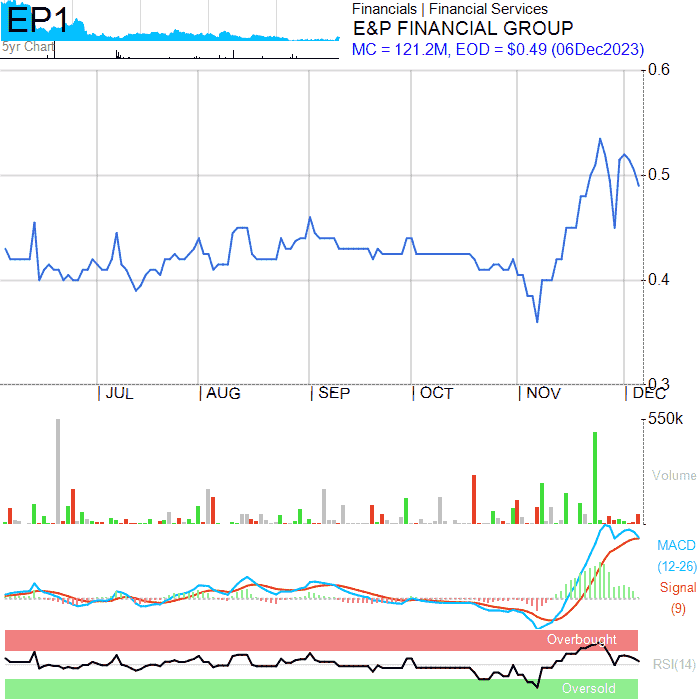 EP1
5yr Chart
Financials | Financial Services
E&P FINANCIAL GROUP
MC = 121.2M, EOD = $0.49 (06Dec2023)
0.6
0.5
0.4
0.3
JUL
AUG
SEP
OCT
NOV
DEC
550k
Volume
MACD
(12-26)
Signal
(9)
Overbought
RSI(14)
Oversold